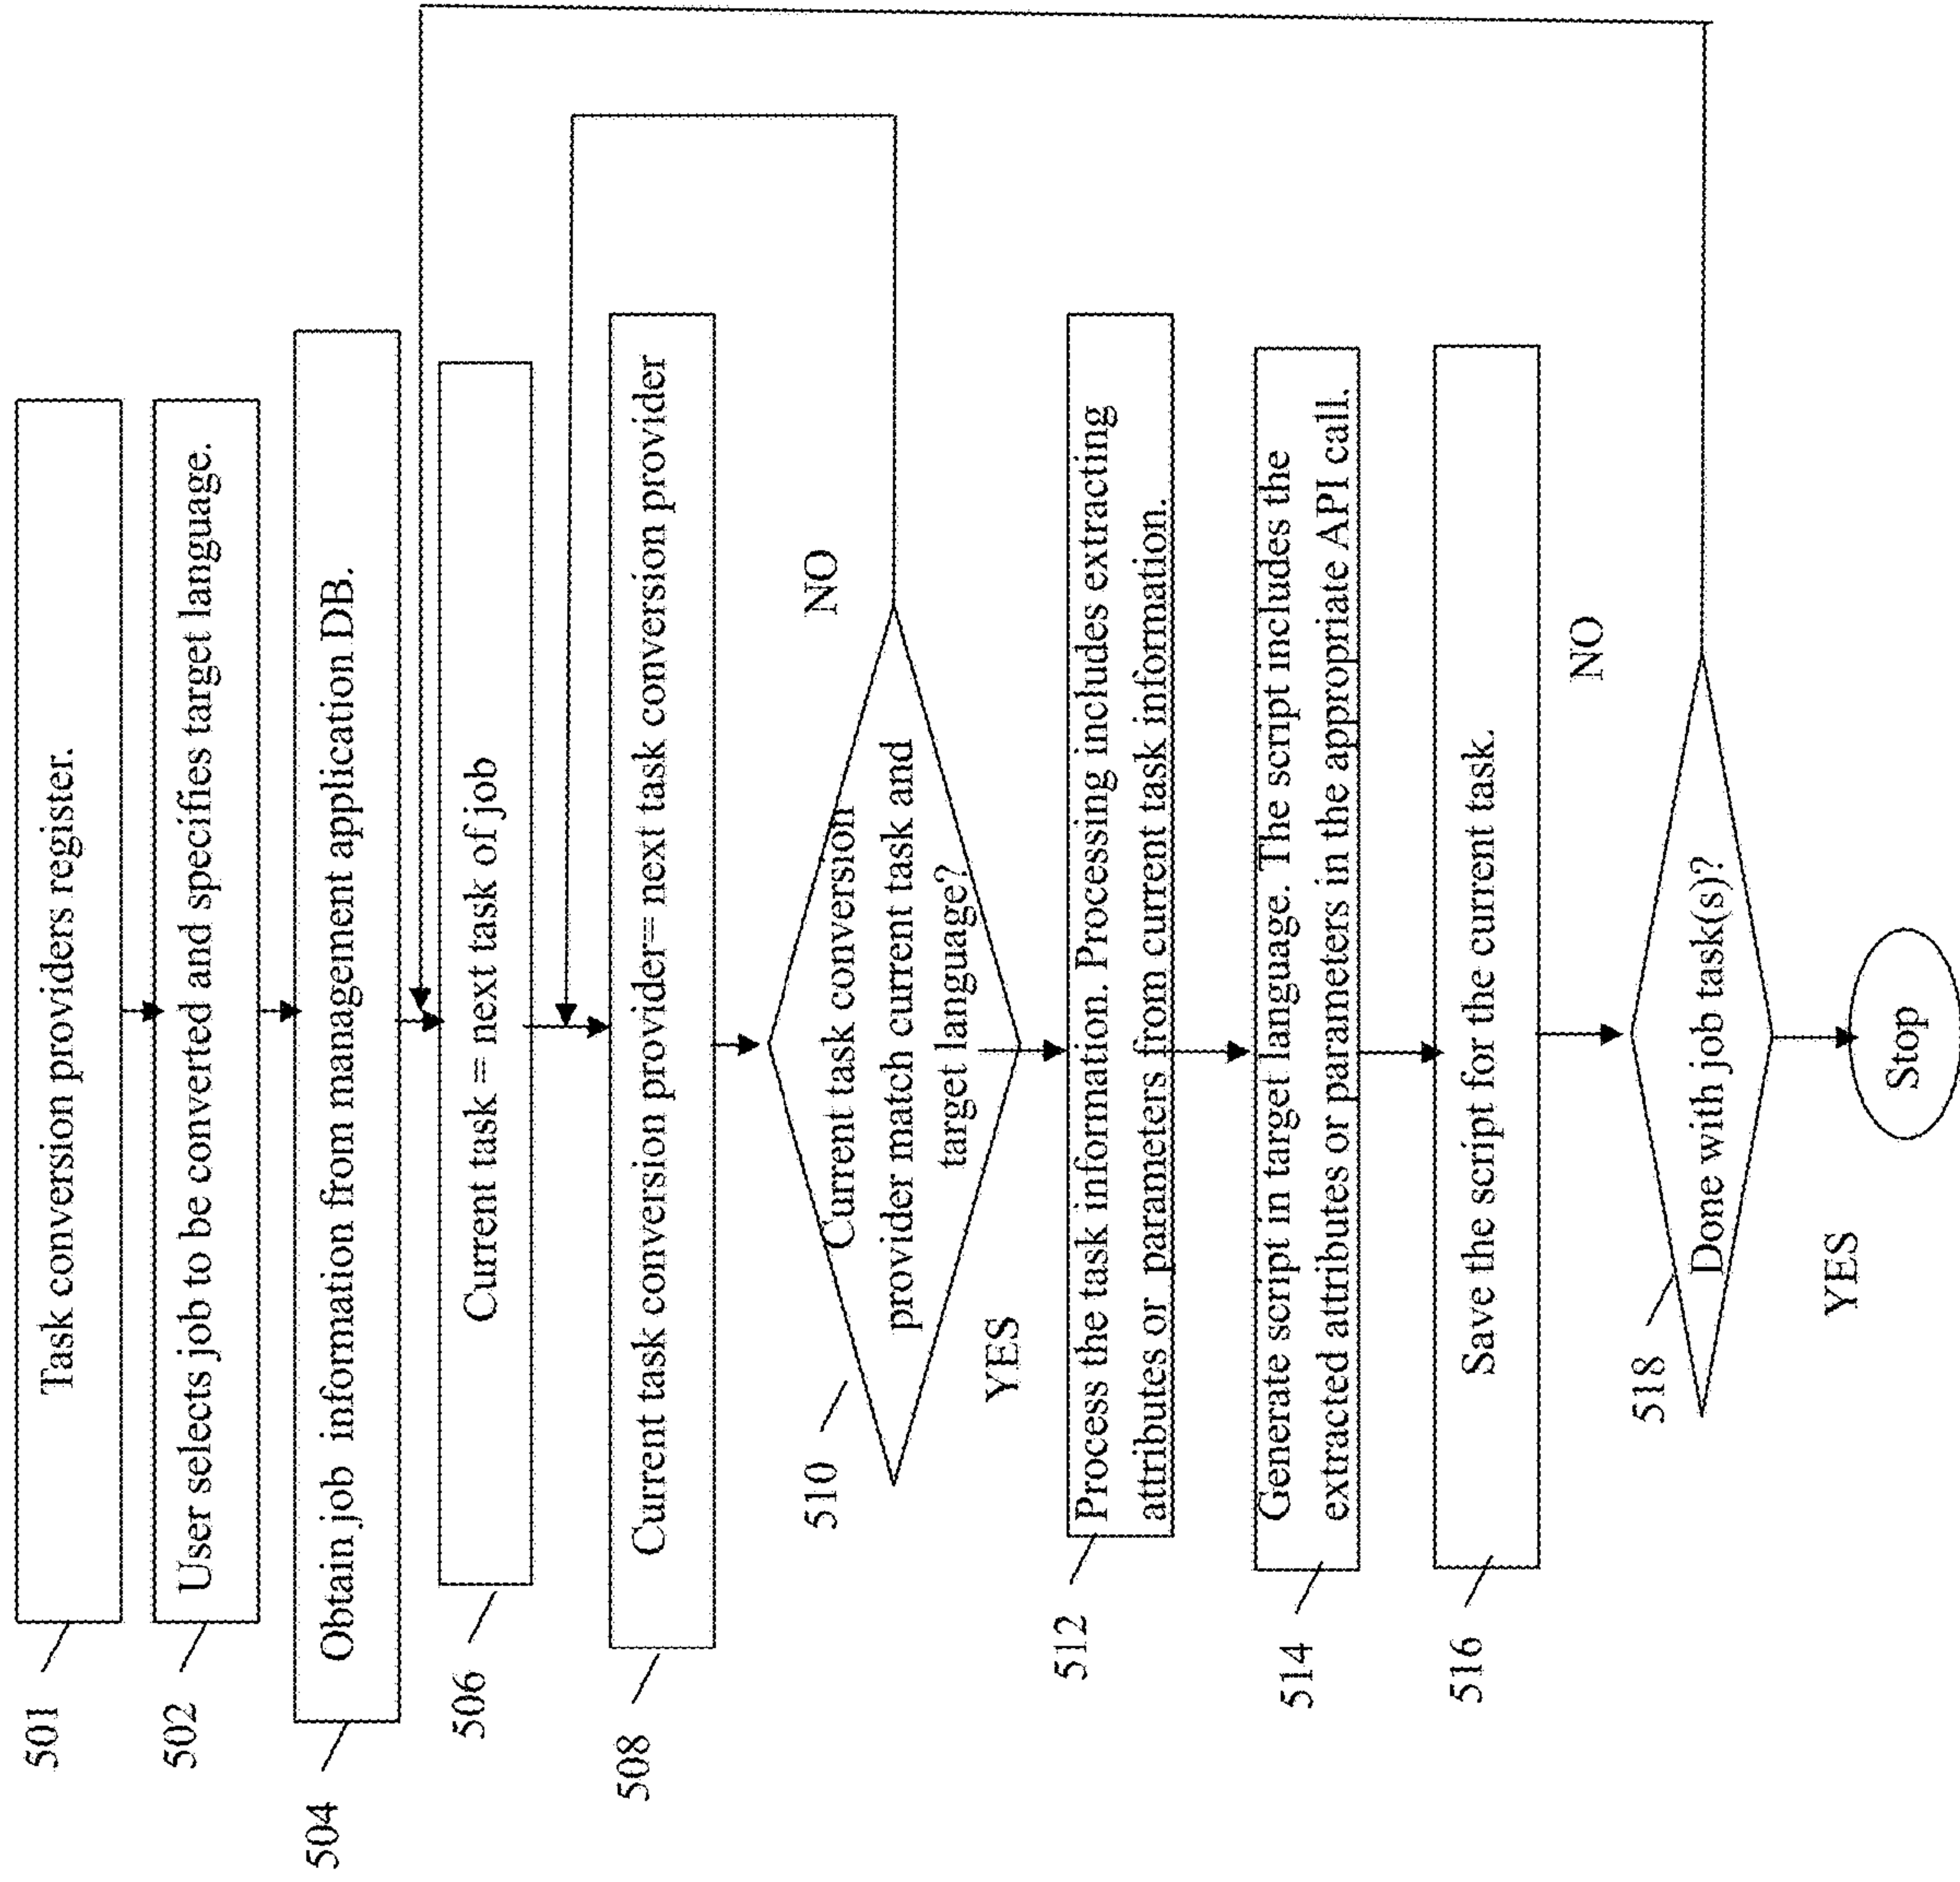 501
Task conversion providers register.
502
User selects job to be converted and specifies target language.
504
Obtain job information from management application DB.
506
Current task = next task of job
508
Current task conversion provider= next task conversion provider
510
Current task conversion
provider match current task and
target language?
NO
YES
512
Process the task information. Processing includes extracting
attributes or parameters from current task information.
514
Generate script in target language. The script includes the
extracted attributes or parameters in the appropriate API call.
516
Save the script for the current task.
518
Done with job task(s)?
NO
YES
Stop